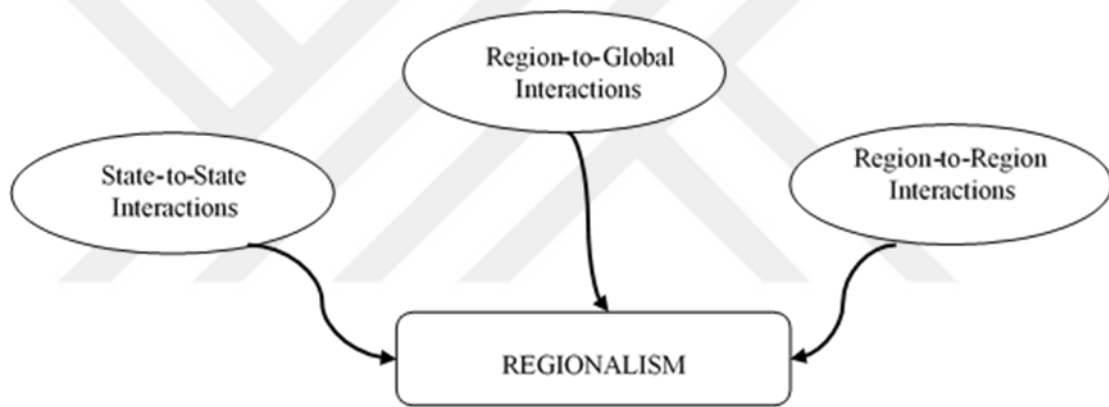 Region-to-Global
Interactions
State-to-State
Interactions
Region-to-Region
Interactions
REGIONALISM